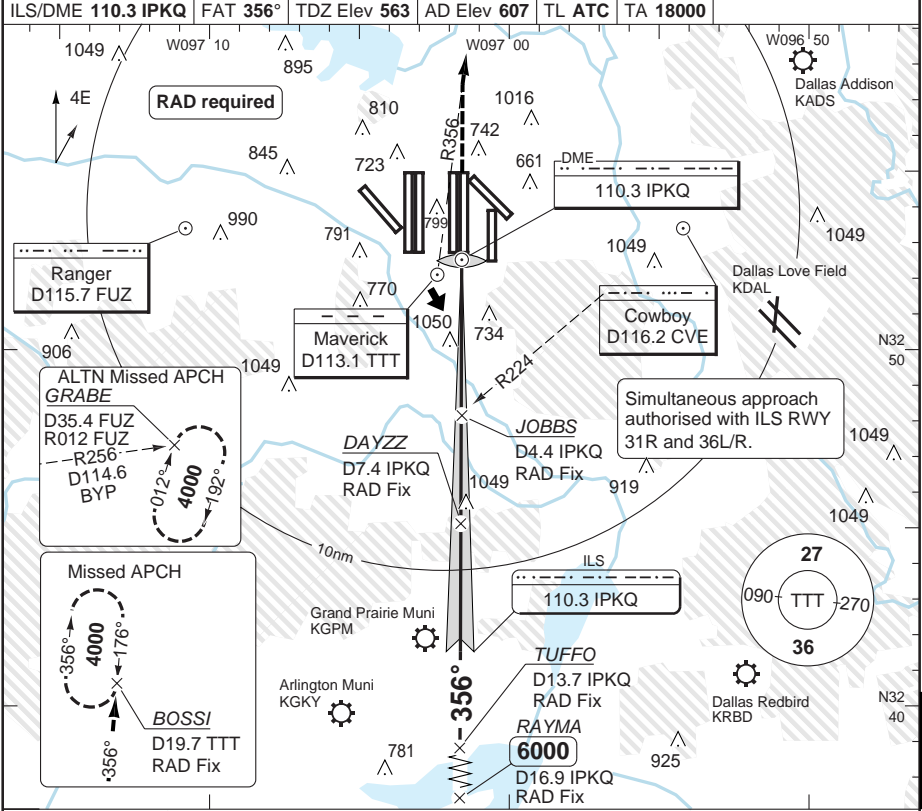 ILS/DME 110.3 IPKQ FAT 356° TDZ Elev 563 AD Elev 607 TL ATC TA 18000
W097 10
W097 00
W096 50
1049
895
Dallas Addison
KADS
4E
RAD required
810
1016
R356
742
845
723
661
DME
110.3 IPKQ
990
799
791
1049
1049
Ranger
D115.7 FUZ
Dallas Love Field
KDAL
770
1050
734
Maverick
D113.1 TTT
Cowboy
D116.2 CVE
906
1049
N32
50
R224
ALTN Missed APCH
GRABE
D35.4 FUZ
R012 FUZ
R256
D114.6
BYP
012°
4000
192°
Simultaneous approach
authorised with ILS RWY
31R and 36L/R.
JOBBS
D4.4 IPKQ
RAD Fix
DAYZZ
D7.4 IPKQ
RAD Fix
1049
919
1049
1049
10nm
ILS
110.3 IPKQ
27
090
TTT
270
36
Missed APCH
356°
4000
176°
BOSSI
D19.7 TTT
RAD Fix
356°
Grand Prairie Muni
KGPM
Arlington Muni
KGKY
356°
TUFFO
D13.7 IPKQ
RAD Fix
RAYMA
6000
D16.9 IPKQ
RAD Fix
Dallas Redbird
KRBD
N32
40
781
925